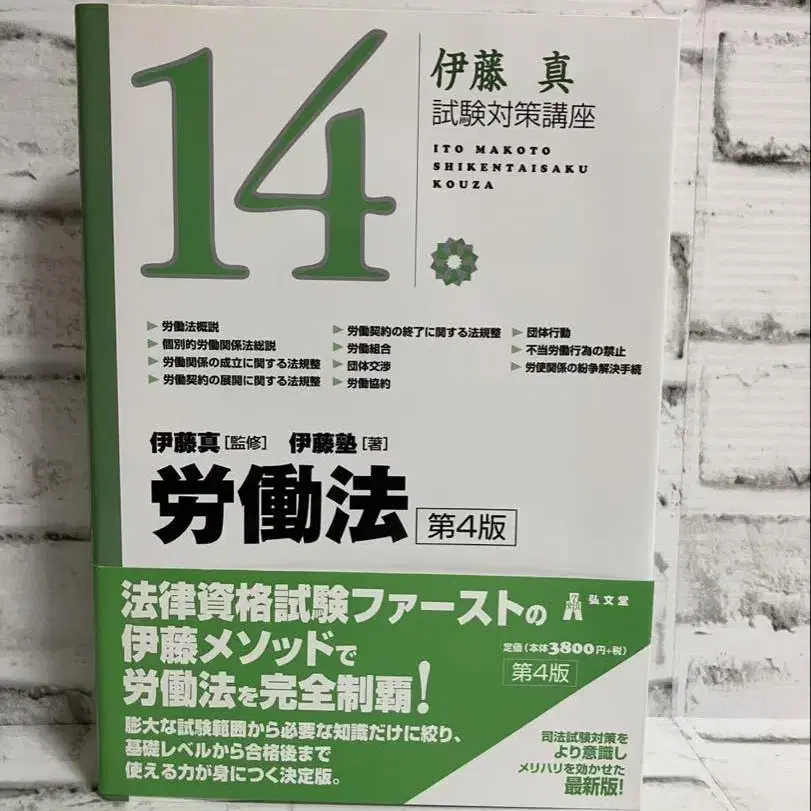 14
伊藤 真
試験対策講座
ITO MAKOTO
SHIKENTAISAKU
KOUZA
▶労働法概説
▶個別的労働関係法総説
▶労働関係の成立に関する法規整
▶労働契約の展開に関する法規整
▶労働契約の終了に関する法規整
▶労働組合
▶団体交渉
▶労働協約
▶団体行動
▶不当労働行為の禁止
▶労使関係の紛争解決手続
伊藤真[監修] 伊藤塾[著]
労働法 第4版
法律資格試験ファーストの
伊藤メソッドで
労働法を完全制覇!
膨大な試験範囲から必要な知識だけに絞り、
基礎レベルから合格後まで
使える力が身につく決定版。
弘文堂
定価(本体3800円+税)
第4版
司法試験対策を
より意識し
メリハリを効かせた
最新版!